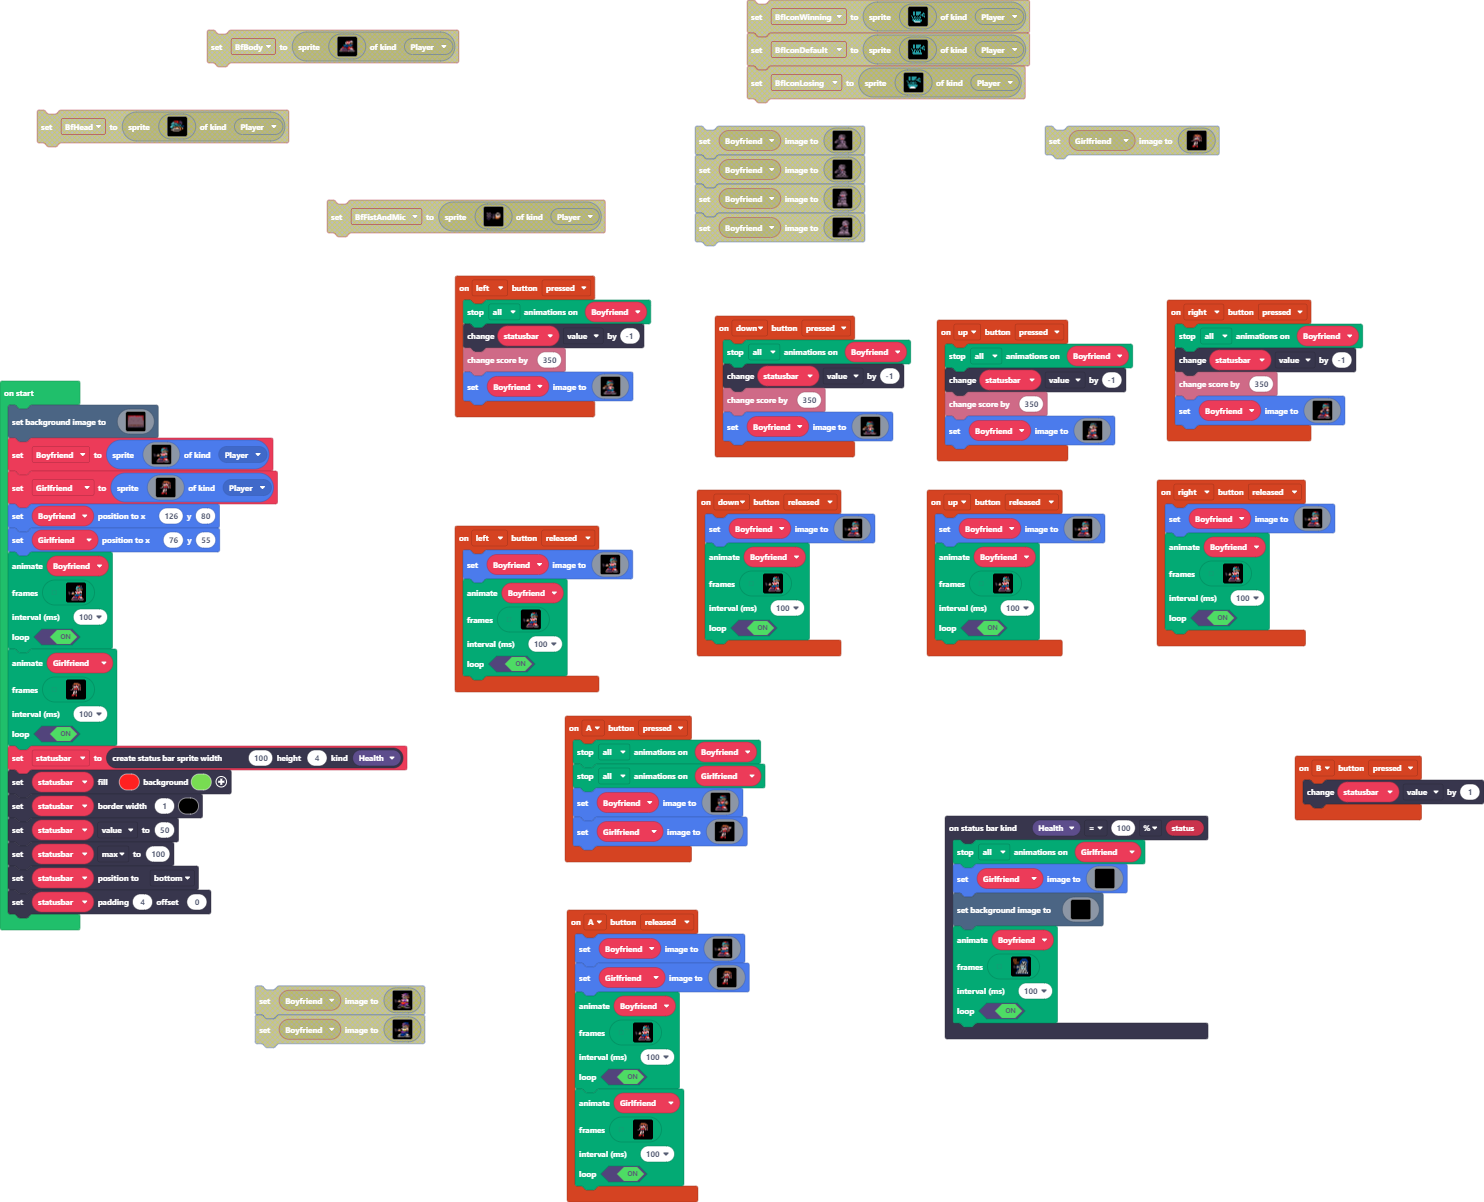 set BfIconWinning to sprite of kind Player
set BfIconDefault to sprite of kind Player
set BfIconLosing to sprite of kind Player
set BfBody to sprite of kind Player
set BfHead to sprite of kind Player
set Boyfriend image to
set Boyfriend image to
set Boyfriend image to
set Boyfriend image to
set Girlfriend image to
set BfFistAndMic to sprite of kind Player
on left button pressed
stop all animations on Boyfriend
change statusbar value by -1
change score by 350
set Boyfriend image to
on down button pressed
stop all animations on Boyfriend
change statusbar value by -1
change score by 350
set Boyfriend image to
on up button pressed
stop all animations on Boyfriend
change statusbar value by -1
change score by 350
set Boyfriend image to
on right button pressed
stop all animations on Boyfriend
change statusbar value by -1
change score by 350
set Boyfriend image to
on start
set background image to
set Boyfriend to sprite of kind Player
set Girlfriend to sprite of kind Player
set Boyfriend position to x 126 y 80
set Girlfriend position to x 76 y 55
animate Boyfriend
frames
interval (ms) 100
loop ON
animate Girlfriend
frames
interval (ms) 100
loop ON
set statusbar to create status bar sprite width 100 height 4 kind Health
set statusbar fill background
set statusbar border width 1
set statusbar value to 50
set statusbar max to 100
set statusbar position to bottom
set statusbar padding 4 offset 0
on left button released
set Boyfriend image to
animate Boyfriend
frames
interval (ms) 100
loop ON
on down button released
set Boyfriend image to
animate Boyfriend
frames
interval (ms) 100
loop ON
on up button released
set Boyfriend image to
animate Boyfriend
frames
interval (ms) 100
loop ON
on right button released
set Boyfriend image to
animate Boyfriend
frames
interval (ms) 100
loop ON
on A button pressed
stop all animations on Boyfriend
stop all animations on Girlfriend
set Boyfriend image to
set Girlfriend image to
on B button pressed
change statusbar value by 1
on status bar kind Health = 100 % status
stop all animations on Girlfriend
set Girlfriend image to
set background image to
animate Boyfriend
frames
interval (ms) 100
loop ON
on A button released
set Boyfriend image to
set Girlfriend image to
animate Boyfriend
frames
interval (ms) 100
loop ON
animate Girlfriend
frames
interval (ms) 100
loop ON
set Boyfriend image to
set Boyfriend image to